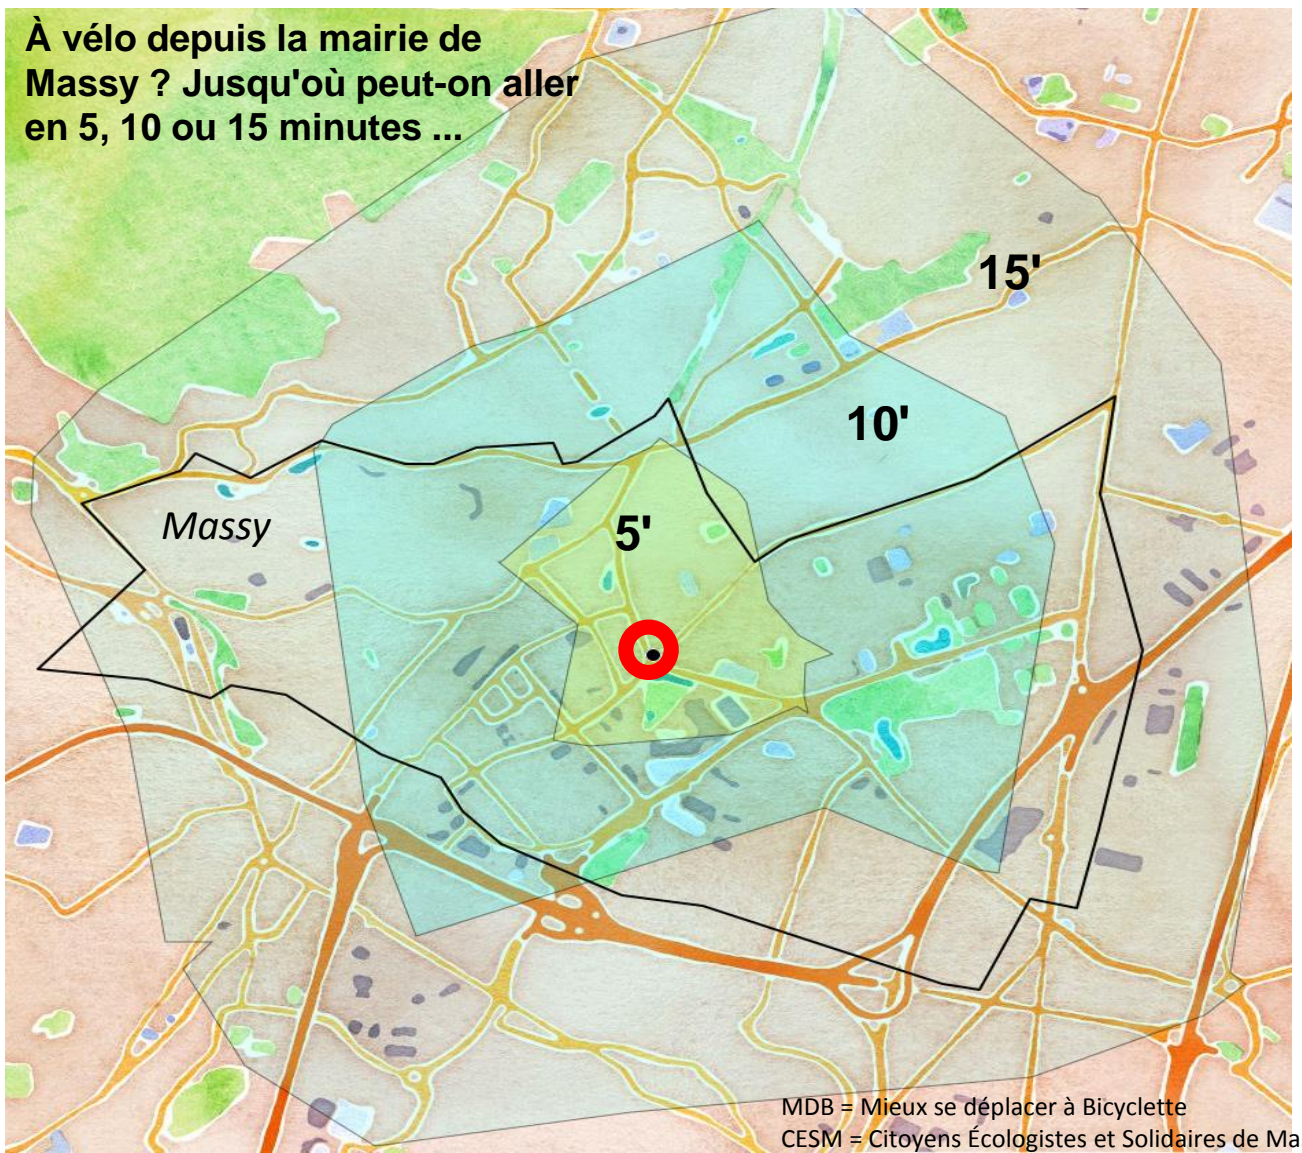 À vélo depuis la mairie de
Massy ? Jusqu'où peut-on aller
en 5, 10 ou 15 minutes ...
15'
10'
5'
Massy
MDB = Mieux se déplacer à Bicyclette
CESM = Citoyens Écologistes et Solidaires de Ma